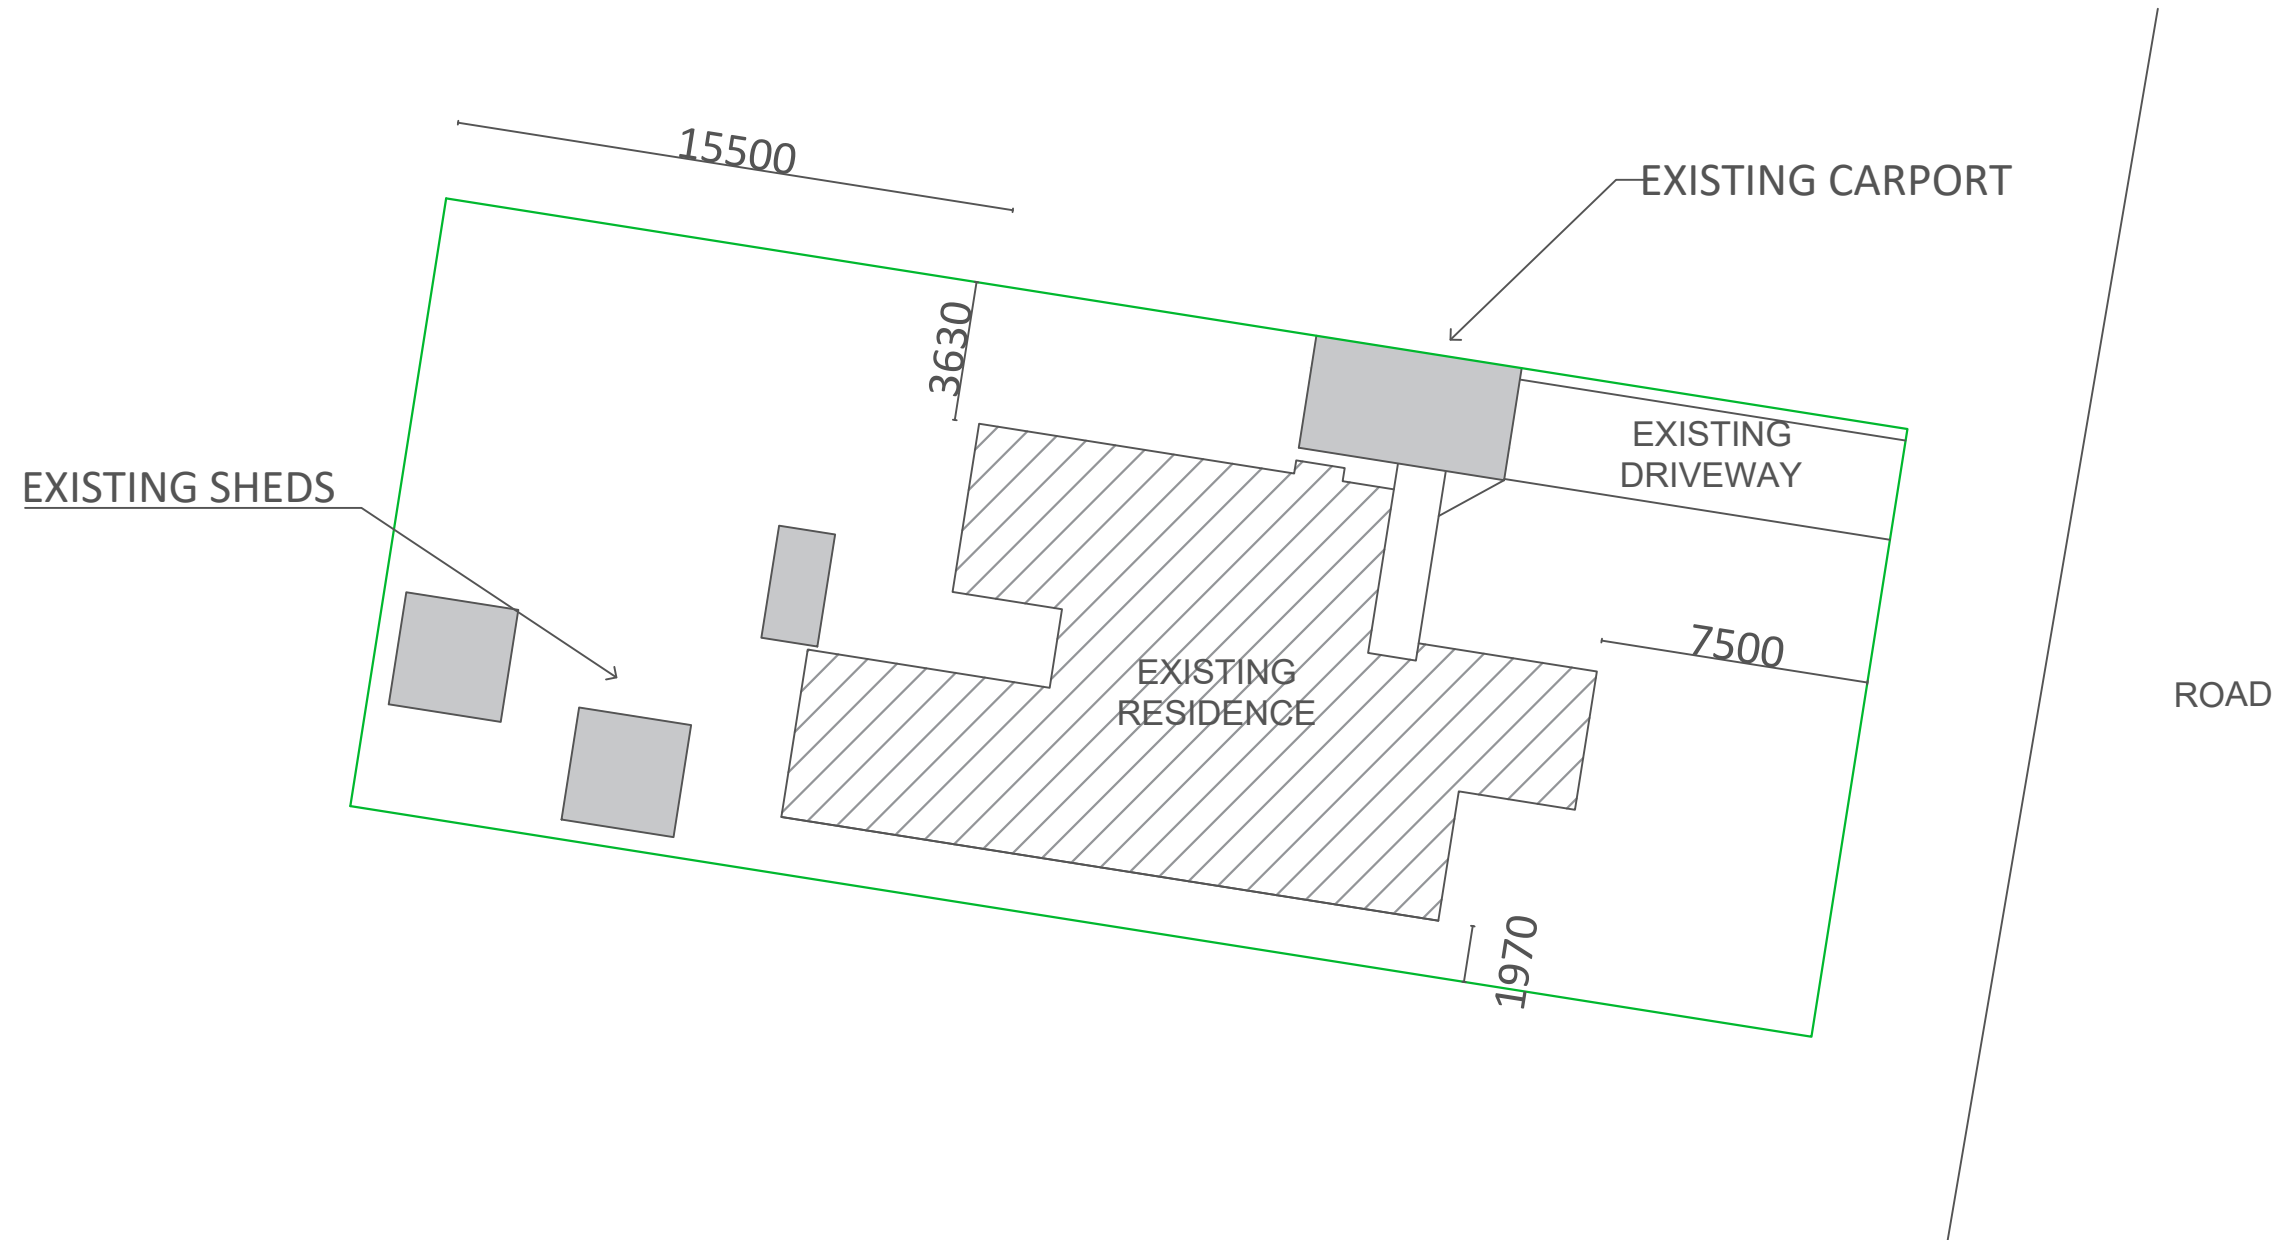 15500
EXISTING CARPORT
3630
EXISTING
DRIVEWAY
EXISTING SHEDS
7500
EXISTING
RESIDENCE
ROAD
1970